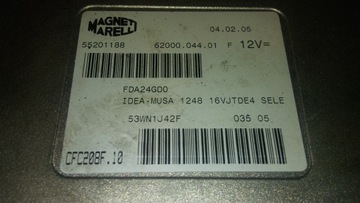 MAGNETI
MARELLI
04.02.05
55201188 62000.044.01 F 12V=
FDA24GD0
IDEA-MUSA 1248 16VJTDE4 SELE
53WN1J42F 035 05
CFC208F.10